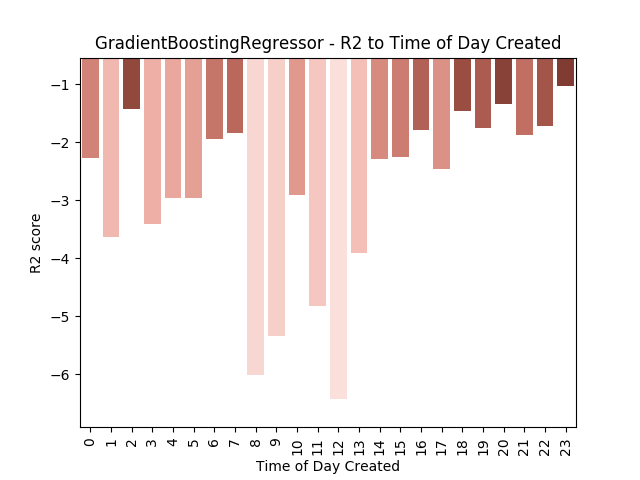 GradientBoostingRegressor - R2 to Time of Day Created
R2 score
−1
−2
−3
−4
−5
−6
0 1 2 3 4 5 6 7 8 9 10 11 12 13 14 15 16 17 18 19 20 21 22 23
Time of Day Created